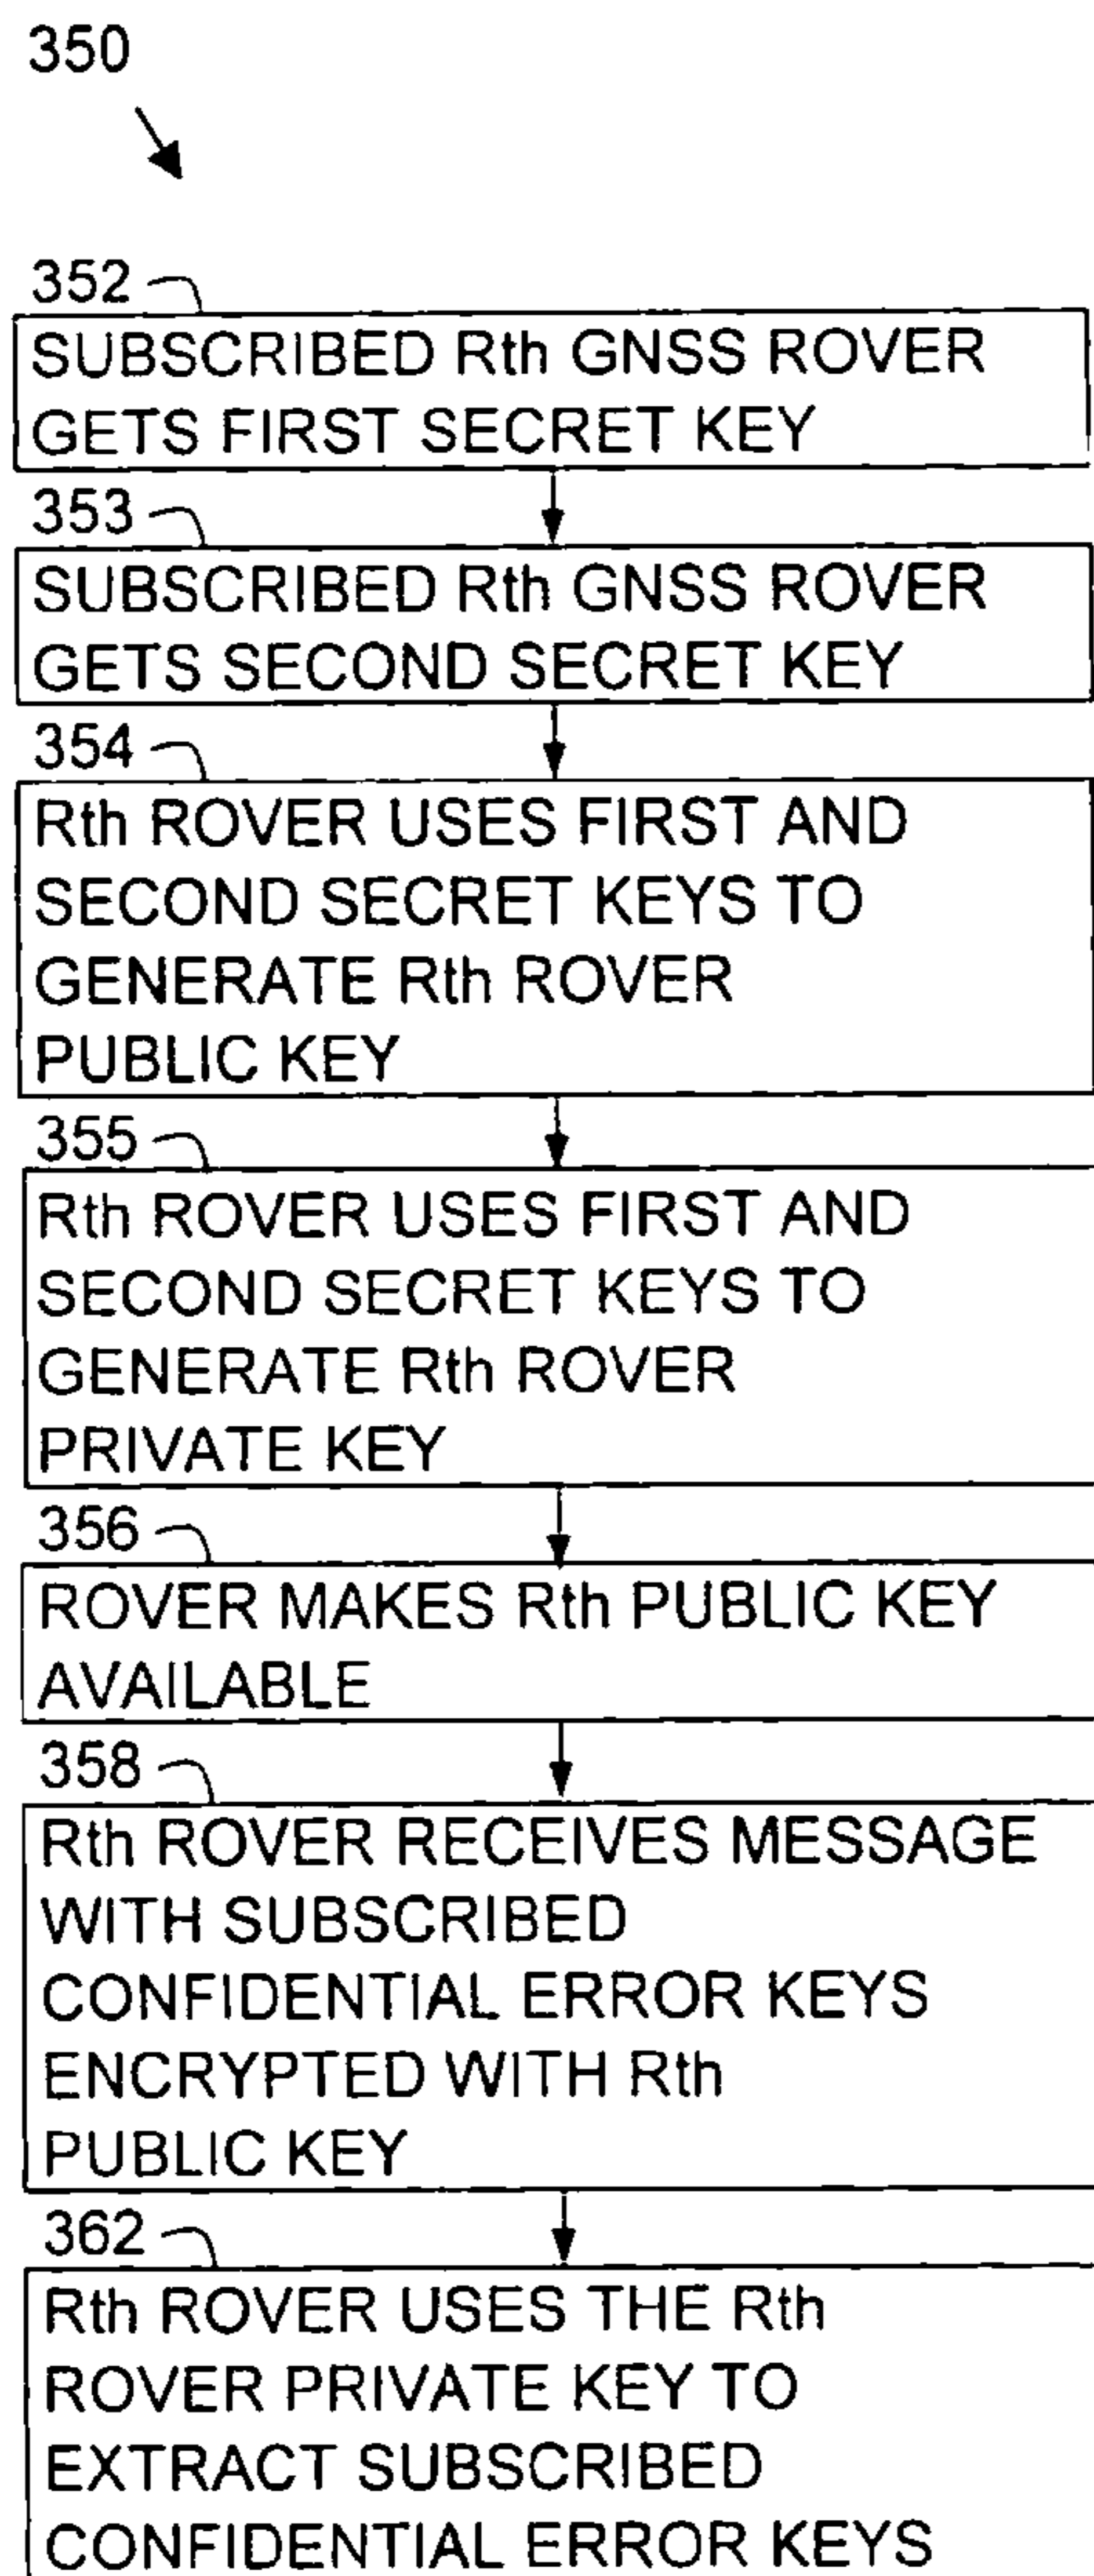 350
352
SUBSCRIBED Rth GNSS ROVER
GETS FIRST SECRET KEY
353
SUBSCRIBED Rth GNSS ROVER
GETS SECOND SECRET KEY
354
Rth ROVER USES FIRST AND
SECOND SECRET KEYS TO
GENERATE Rth ROVER
PUBLIC KEY
355
Rth ROVER USES FIRST AND
SECOND SECRET KEYS TO
GENERATE Rth ROVER
PRIVATE KEY
356
ROVER MAKES Rth PUBLIC KEY
AVAILABLE
358
Rth ROVER RECEIVES MESSAGE
WITH SUBSCRIBED
CONFIDENTIAL ERROR KEYS
ENCRYPTED WITH Rth
PUBLIC KEY
362
Rth ROVER USES THE Rth
ROVER PRIVATE KEY TO
EXTRACT SUBSCRIBED
CONFIDENTIAL ERROR KEYS